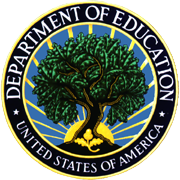 DEPARTMENT OF EDUCATION
UNITED STATES OF AMERICA